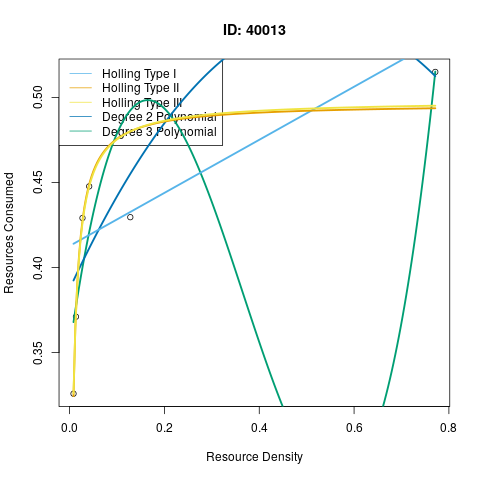 ID: 40013
Holling Type I
Holling Type II
Holling Type III
Degree 2 Polynomial
Degree 3 Polynomial
Resources Consumed
0.50
0.45
0.40
0.35
0.0 0.2 0.4 0.6 0.8
Resource Density